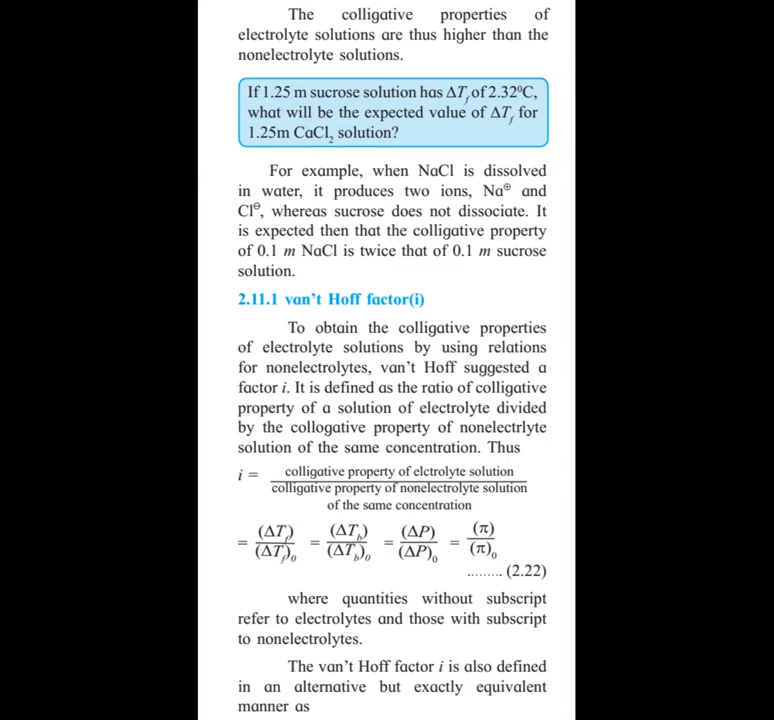 The colligative properties of
electrolyte solutions are thus higher than the
nonelectrolyte solutions.
If 1.25 m sucrose solution has ΔT_f of 2.32⁰C,
what will be the expected value of ΔT_f for
1.25m CaCl₂ solution?
For example, when NaCl is dissolved
in water, it produces two ions, Na⊕ and
Cl⊖, whereas sucrose does not dissociate. It
is expected then that the colligative property
of 0.1 m NaCl is twice that of 0.1 m sucrose
solution.
2.11.1 van’t Hoff factor(i)
To obtain the colligative properties
of electrolyte solutions by using relations
for nonelectrolytes, van’t Hoff suggested a
factor i. It is defined as the ratio of colligative
property of a solution of electrolyte divided
by the collogative property of nonelectrlyte
solution of the same concentration. Thus
i = colligative property of elctrolyte solution
colligative property of nonelectrolyte solution
of the same concentration
= (ΔT_f)/(ΔT_f)₀ = (ΔT_b)/(ΔT_b)₀ = (ΔP)/(ΔP)₀ = (π)/(π)₀
........ (2.22)
where quantities without subscript
refer to electrolytes and those with subscript
to nonelectrolytes.
The van’t Hoff factor i is also defined
in an alternative but exactly equivalent
manner as